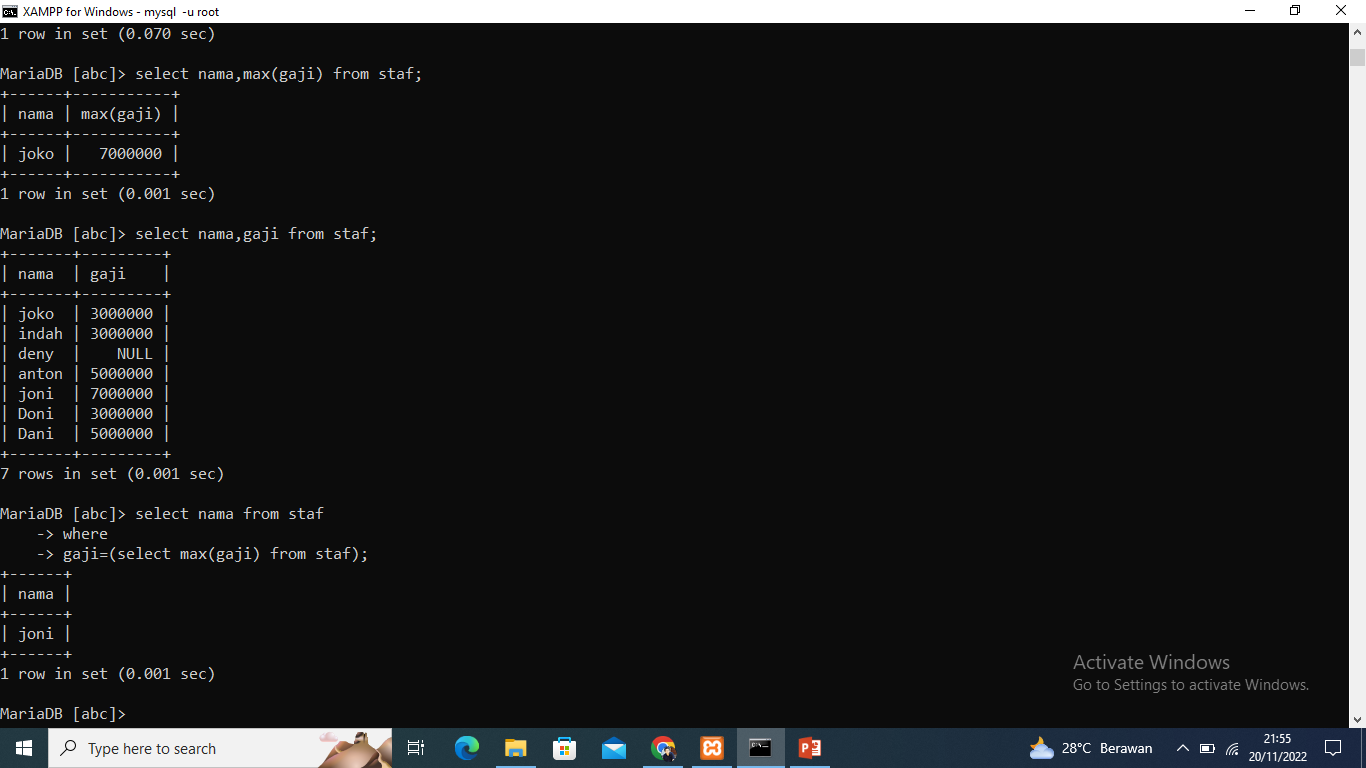 XAMPP for Windows - mysql -u root
1 row in set (0.070 sec)
MariaDB [abc]> select nama,max(gaji) from staf;
+------+-----------+
| nama | max(gaji) |
+------+-----------+
| joko |   7000000 |
+------+-----------+
1 row in set (0.001 sec)
MariaDB [abc]> select nama,gaji from staf;
+-------+---------+
| nama  | gaji    |
+-------+---------+
| joko  | 3000000 |
| indah | 3000000 |
| deny  |    NULL |
| anton | 5000000 |
| joni  | 7000000 |
| Doni  | 3000000 |
| Dani  | 5000000 |
+-------+---------+
7 rows in set (0.001 sec)
MariaDB [abc]> select nama from staf
    -> where
    -> gaji=(select max(gaji) from staf);
+------+
| nama |
+------+
| joni |
+------+
1 row in set (0.001 sec)
MariaDB [abc]>
Activate Windows
Go to Settings to activate Windows.
Type here to search
28°C Berawan
21:55
20/11/2022